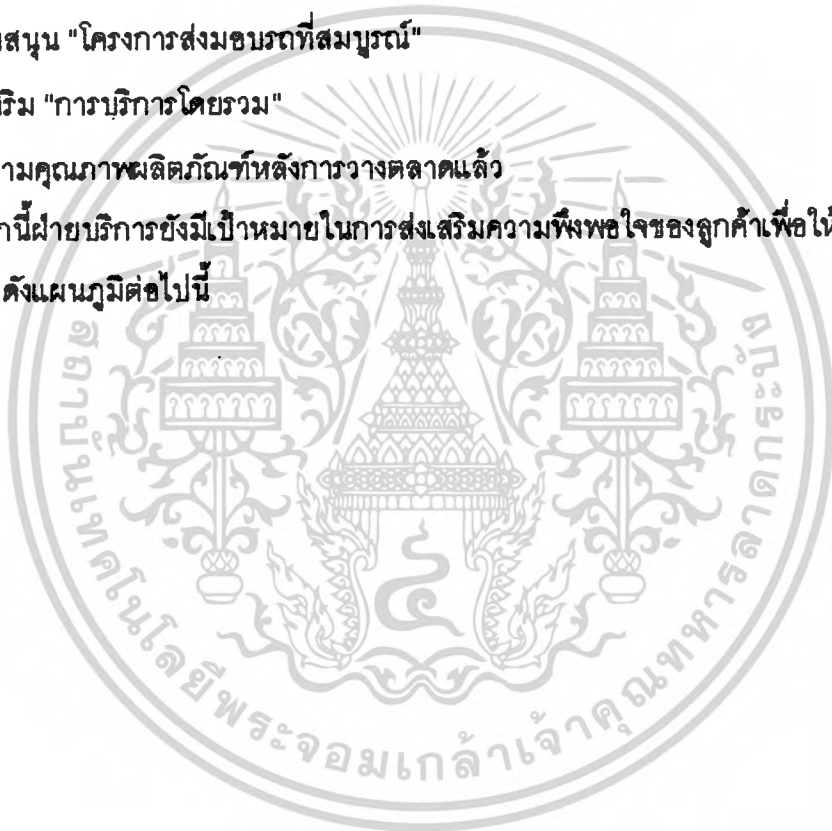 สนุน "โครงการส่งมอบรถที่สมบูรณ์"
ริม "การบริการโดยรวม"
ามคุณภาพผลิตภัณฑ์หลังการวางตลาดแล้ว
กนี้ฝ่ายบริการยังมีเป้าหมายในการส่งเสริมความพึงพอใจของลูกค้าเพื่อให้
ดังแผนภูมิต่อไปนี้
สถาบันเทคโนโลยีพระจอมเกล้าเจ้าคุณทหารลาดกระบัง